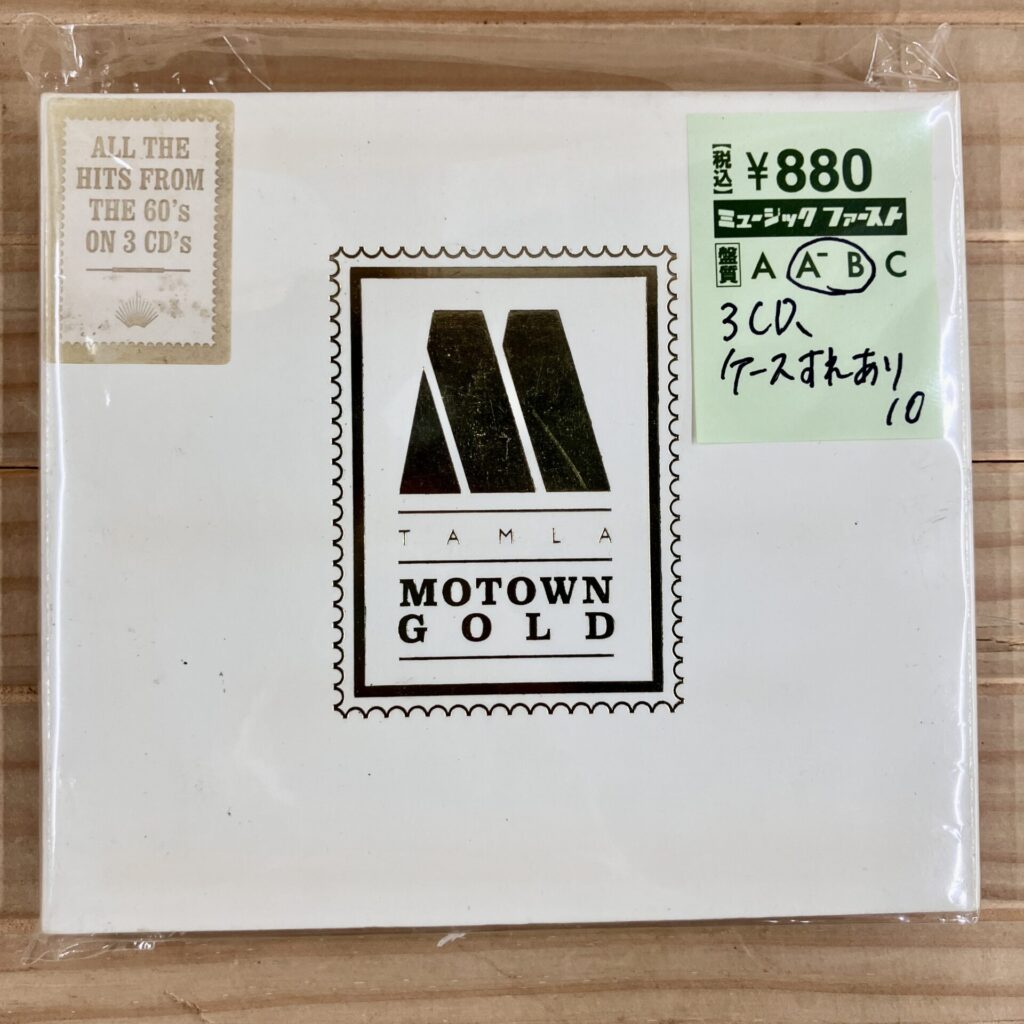 ALL THE
HITS FROM
THE 60's
ON 3 CD's
【税込】 ¥880
ミュージック ファースト
盤質 A A⁻ B C
3CD、
ケースすれあり
10
TAMLA
MOTOWN
GOLD